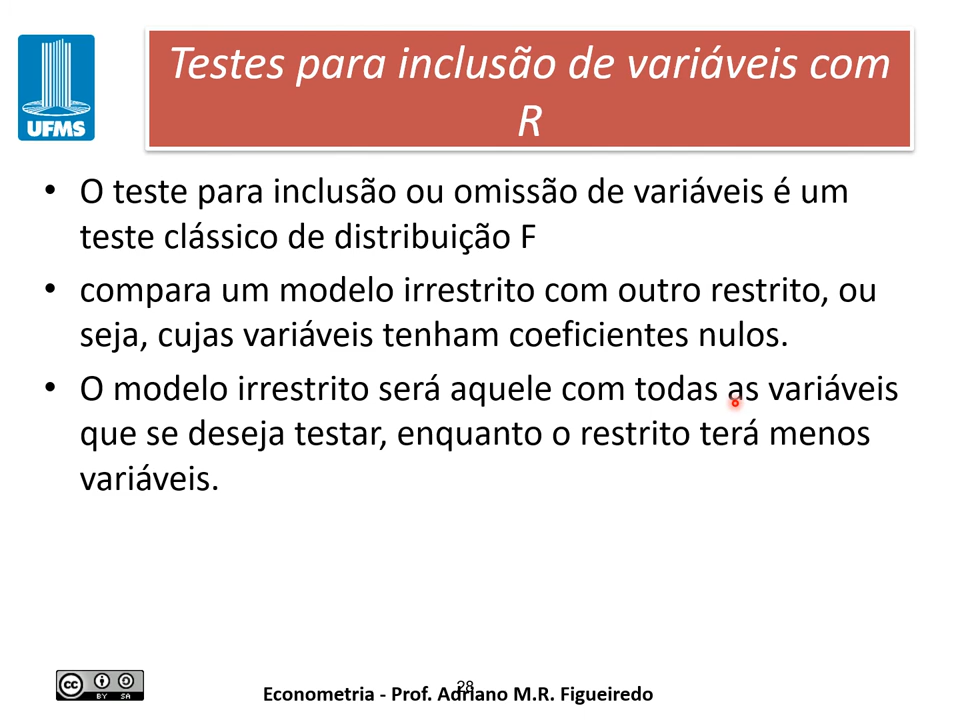 UFMS
Testes para inclusão de variáveis com
R
• O teste para inclusão ou omissão de variáveis é um
teste clássico de distribuição F
• compara um modelo irrestrito com outro restrito, ou
seja, cujas variáveis tenham coeficientes nulos.
• O modelo irrestrito será aquele com todas as variáveis
que se deseja testar, enquanto o restrito terá menos
variáveis.
cc BY SA
28
Econometria - Prof. Adriano M.R. Figueiredo